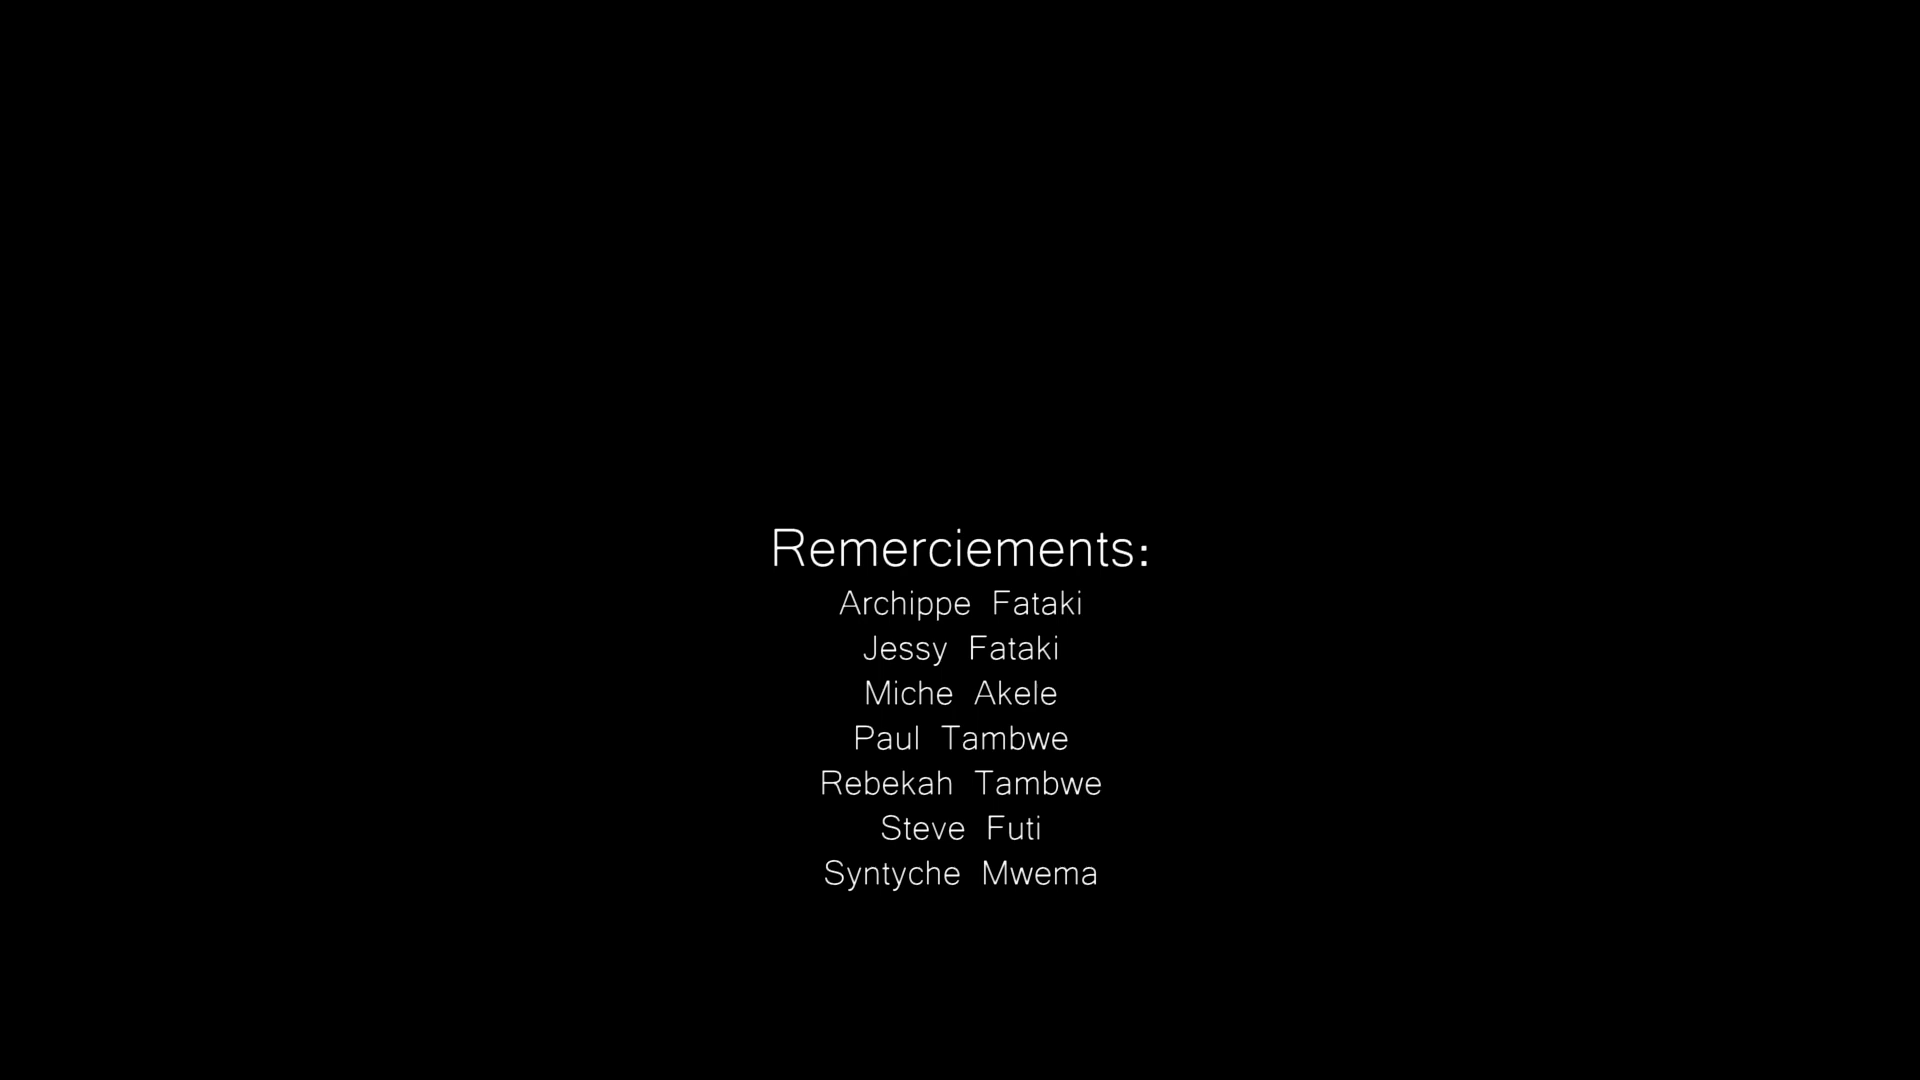 Remerciements:
Archippe Fataki
Jessy Fataki
Miche Akele
Paul Tambwe
Rebekah Tambwe
Steve Futi
Syntyche Mwema